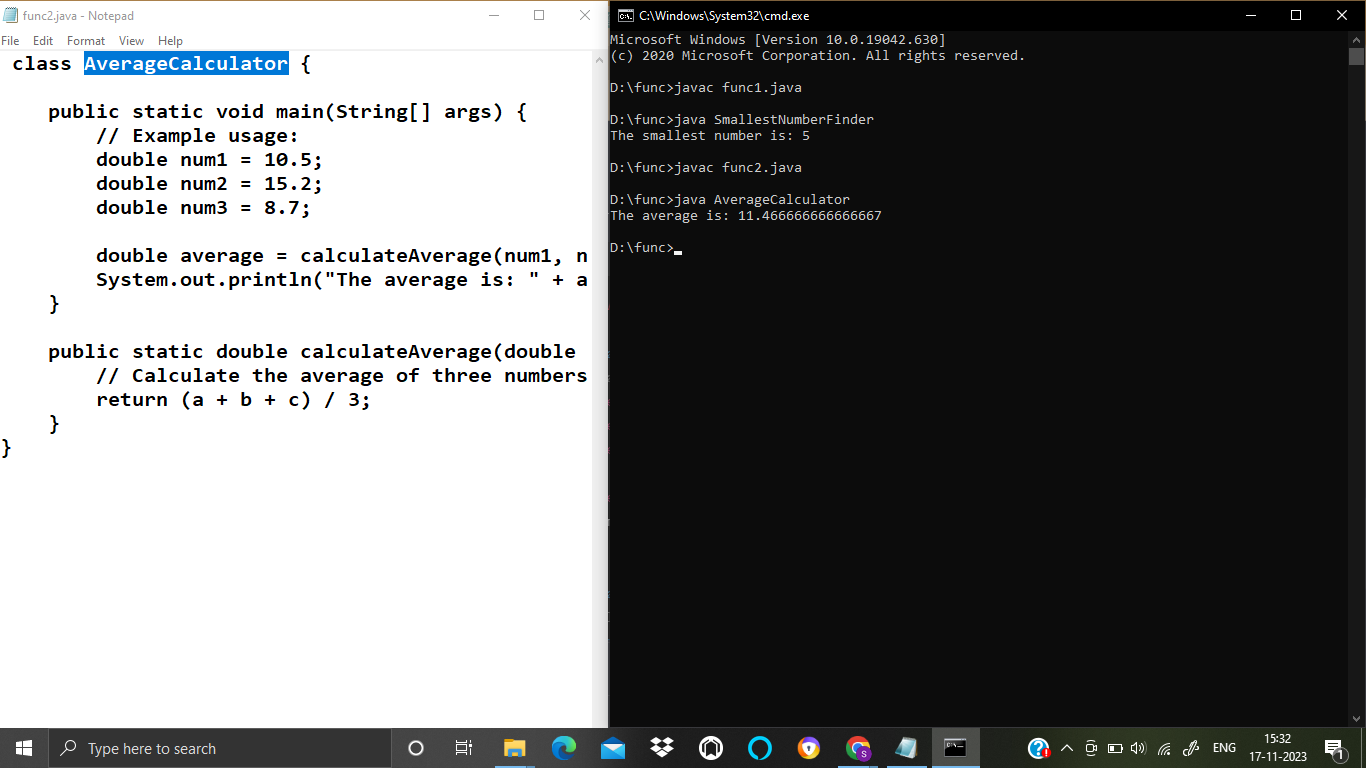 func2.java - Notepad
File Edit Format View Help
class AverageCalculator {
public static void main(String[] args) {
// Example usage:
double num1 = 10.5;
double num2 = 15.2;
double num3 = 8.7;
double average = calculateAverage(num1, n
System.out.println("The average is: " + a
}
public static double calculateAverage(double
// Calculate the average of three numbers
return (a + b + c) / 3;
}
}
C:\Windows\System32\cmd.exe
Microsoft Windows [Version 10.0.19042.630]
(c) 2020 Microsoft Corporation. All rights reserved.
D:\func>javac func1.java
D:\func>java SmallestNumberFinder
The smallest number is: 5
D:\func>javac func2.java
D:\func>java AverageCalculator
The average is: 11.466666666666667
D:\func>
Type here to search
S
ENG
15:32
17-11-2023
1